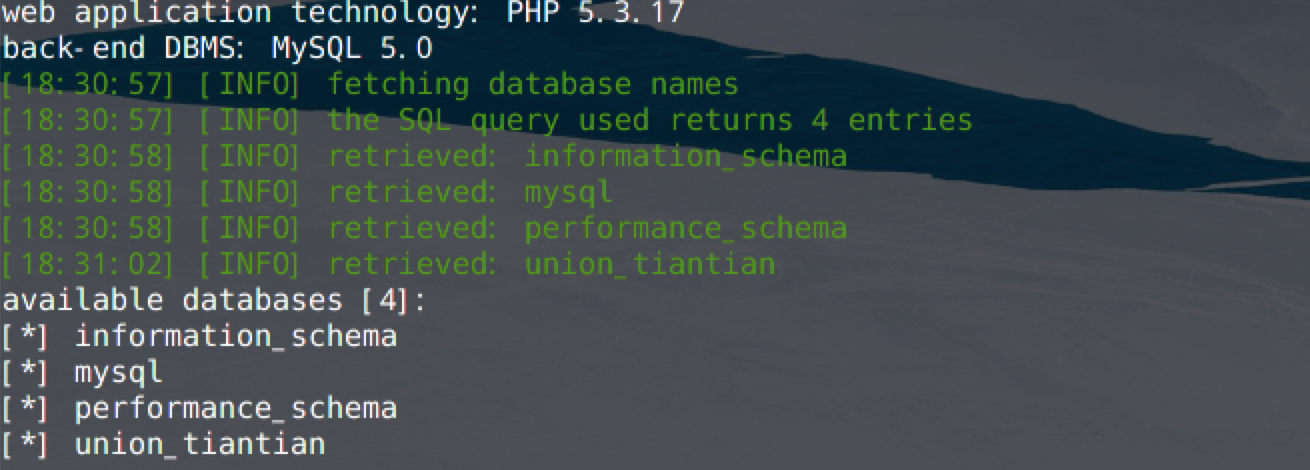 web application technology: PHP 5.3.17
back-end DBMS: MySQL 5.0
[18:30:57] [INFO] fetching database names
[18:30:57] [INFO] the SQL query used returns 4 entries
[18:30:58] [INFO] retrieved: information_schema
[18:30:58] [INFO] retrieved: mysql
[18:30:58] [INFO] retrieved: performance_schema
[18:31:02] [INFO] retrieved: union_tiantian
available databases [4]:
[*] information_schema
[*] mysql
[*] performance_schema
[*] union_tiantian